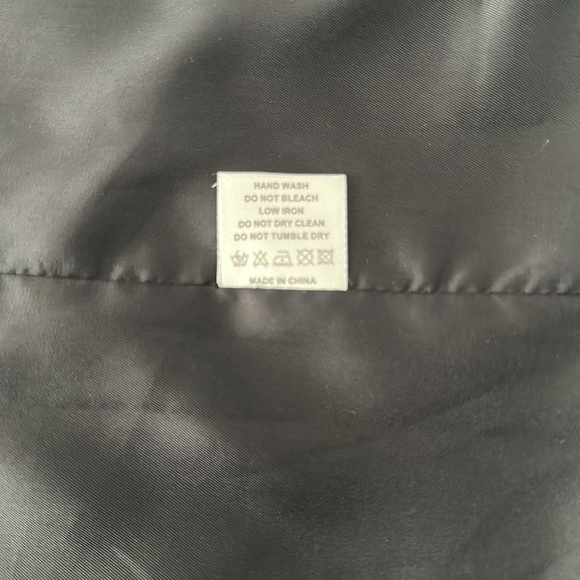 HAND WASH
DO NOT BLEACH
LOW IRON
DO NOT DRY CLEAN
DO NOT TUMBLE DRY
MADE IN CHINA